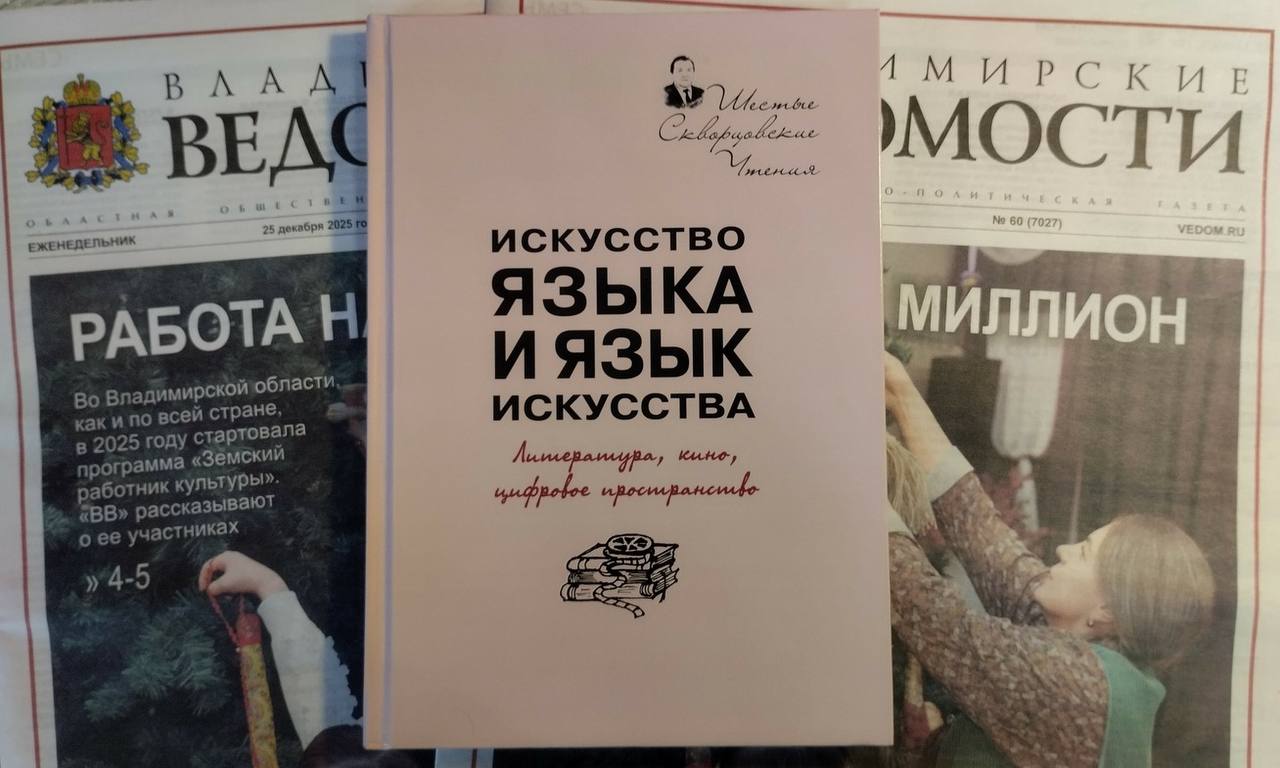 ВЛАДИ
ВЕДО
ОБЛАСТНАЯ ОБЩЕСТВЕН
ЕЖЕНЕДЕЛЬНИК
25 декабря 2025 го
РАБОТА НА
Во Владимирской области,
как и по всей стране,
в 2025 году стартовала
программа «Земский
работник культуры».
«ВВ» рассказывают
о ее участниках
» 4-5
Шестые
Скворцовские
Чтения
ИСКУССТВО
ЯЗЫКА
И ЯЗЫК
ИСКУССТВА
Литература, кино,
цифровое пространство
ИМИРСКИЕ
ОМОСТИ
О-ПОЛИТИЧЕСКАЯ ГАЗЕТА
№ 60 (7027)
VEDOM.RU
МИЛЛИОН